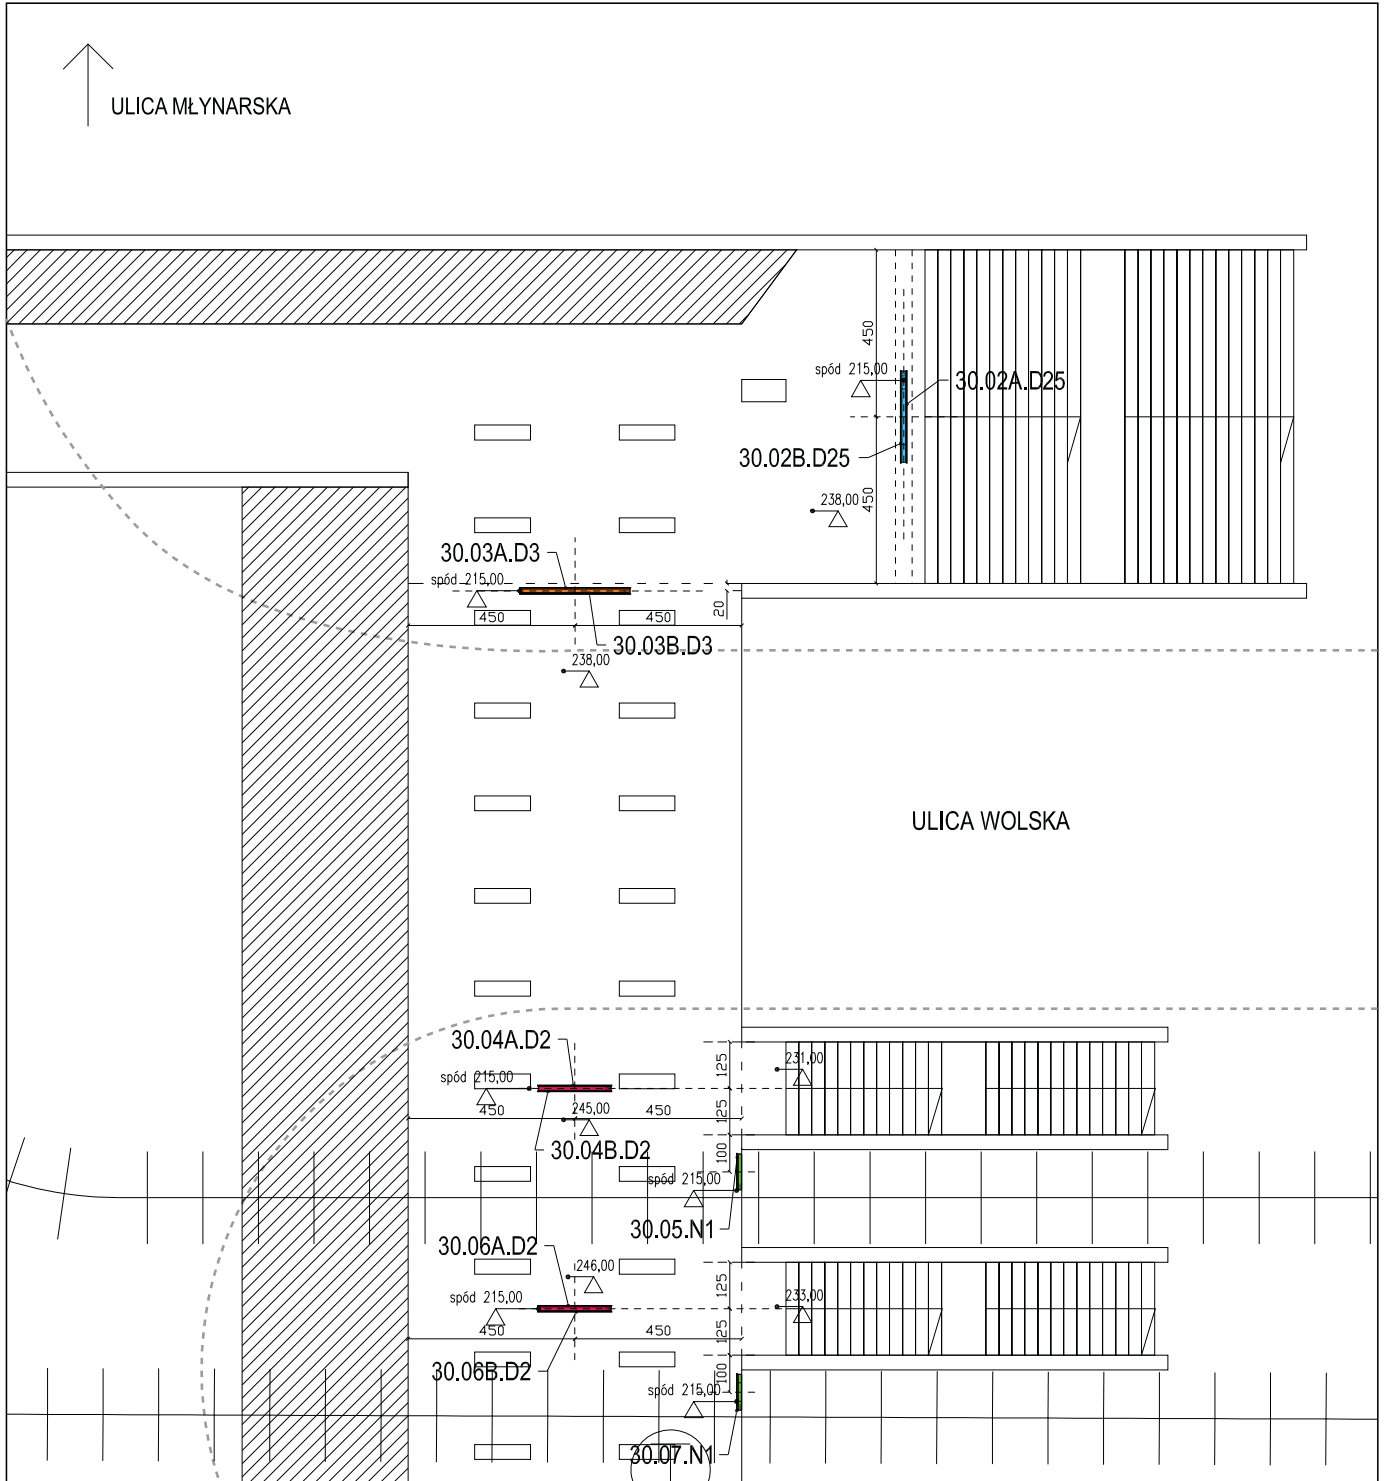 ULICA MŁYNARSKA
450
spód 215,00
30.02A.D25
30.02B.D25
450
238,00
30.03A.D3
spód 215,00
20
450
450
30.03B.D3
238,00
ULICA WOLSKA
30.04A.D2
125
231,00
spód 215,00
450
245,00
450
125
30.04B.D2
100
spód 215,00
30.05.N1
30.06A.D2
246,00
125
spód 215,00
233,00
450
450
125
30.06B.D2
100
spód 215,00
30.07.N1